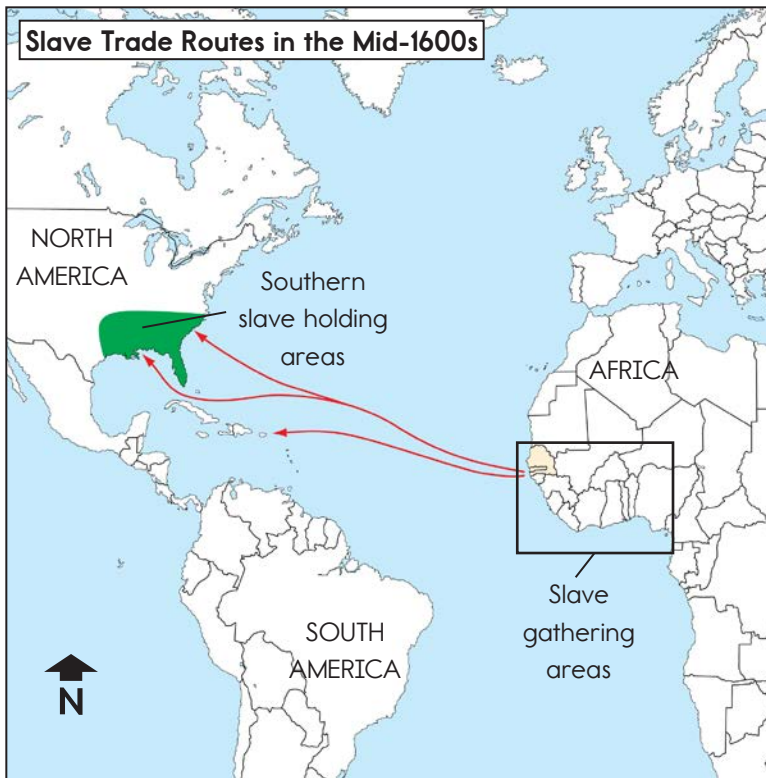 Slave Trade Routes in the Mid-1600s
NORTH
AMERICA
Southern
slave holding
areas
AFRICA
Slave
gathering
areas
SOUTH
AMERICA
N